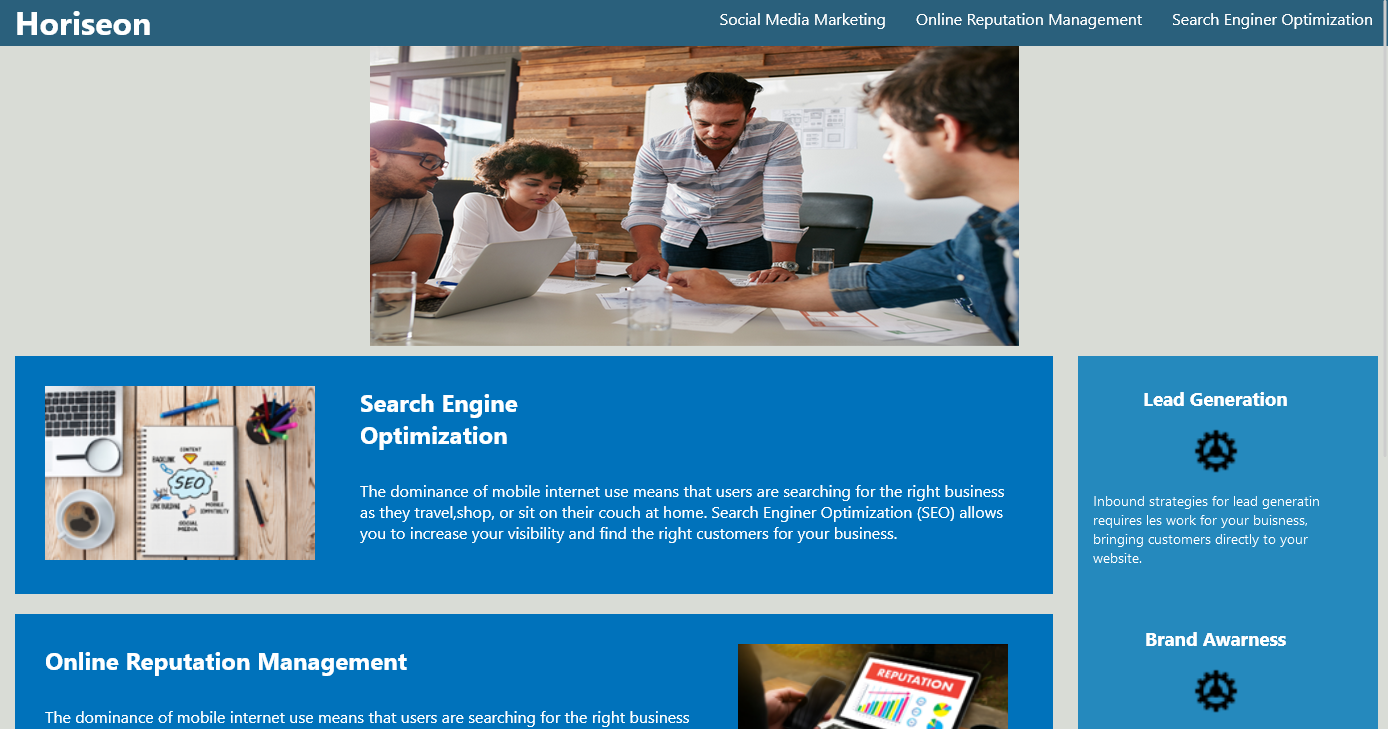 Horiseon
Social Media Marketing
Online Reputation Management
Search Enginer Optimization
CONTENT
BACKLINK
HEADINGS
SEO
LINK BUILDING
MOBILE
COMPATIBILITY
SOCIAL
MEDIA
Search Engine
Optimization
The dominance of mobile internet use means that users are searching for the right business
as they travel,shop, or sit on their couch at home. Search Enginer Optimization (SEO) allows
you to increase your visibility and find the right customers for your business.
Lead Generation
Inbound strategies for lead generatin
requires les work for your buisness,
bringing customers directly to your
website.
Online Reputation Management
The dominance of mobile internet use means that users are searching for the right business
REPUTATION
Brand Awarness